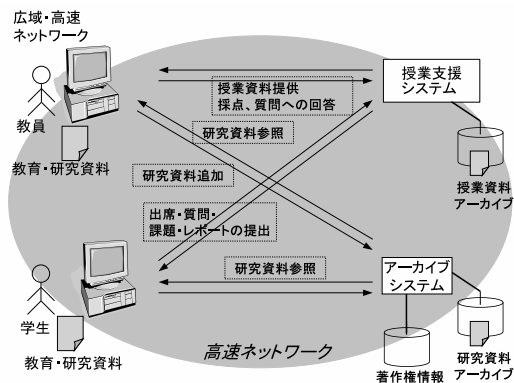 広域・高速
ネットワーク
教員
教育・研究資料
授業資料提供
採点、質問への回答
授業支援
システム
研究資料参照
授業資料
アーカイブ
研究資料追加
出席・質問・
課題・レポートの提出
研究資料参照
アーカイブ
システム
学生
教育・研究資料
高速ネットワーク
著作権情報
研究資料
アーカイブ